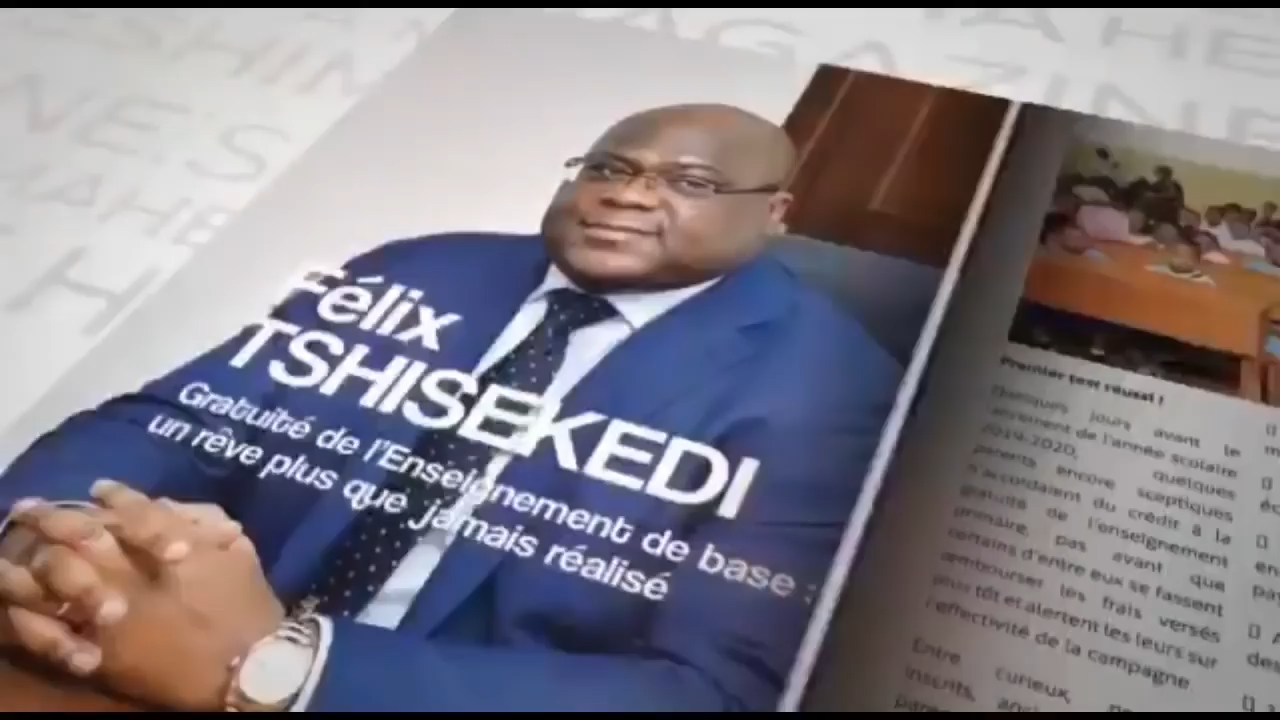 Félix
TSHISEKEDI
Gratuité de l'Enseignement de base :
un rêve plus que jamais réalisé
Premier test réussi !
Quelques jours avant le
lancement de l'année scolaire
2019-2020, quelques
parents encore sceptiques
n'accordaient du crédit à la
gratuité de l'enseignement
primaire, pas avant que
certains d'entre eux se fassent
rembourser les frais versés
plus tôt et alertent les leurs sur
l'effectivité de la campagne
Entre curieux,
inscrits,